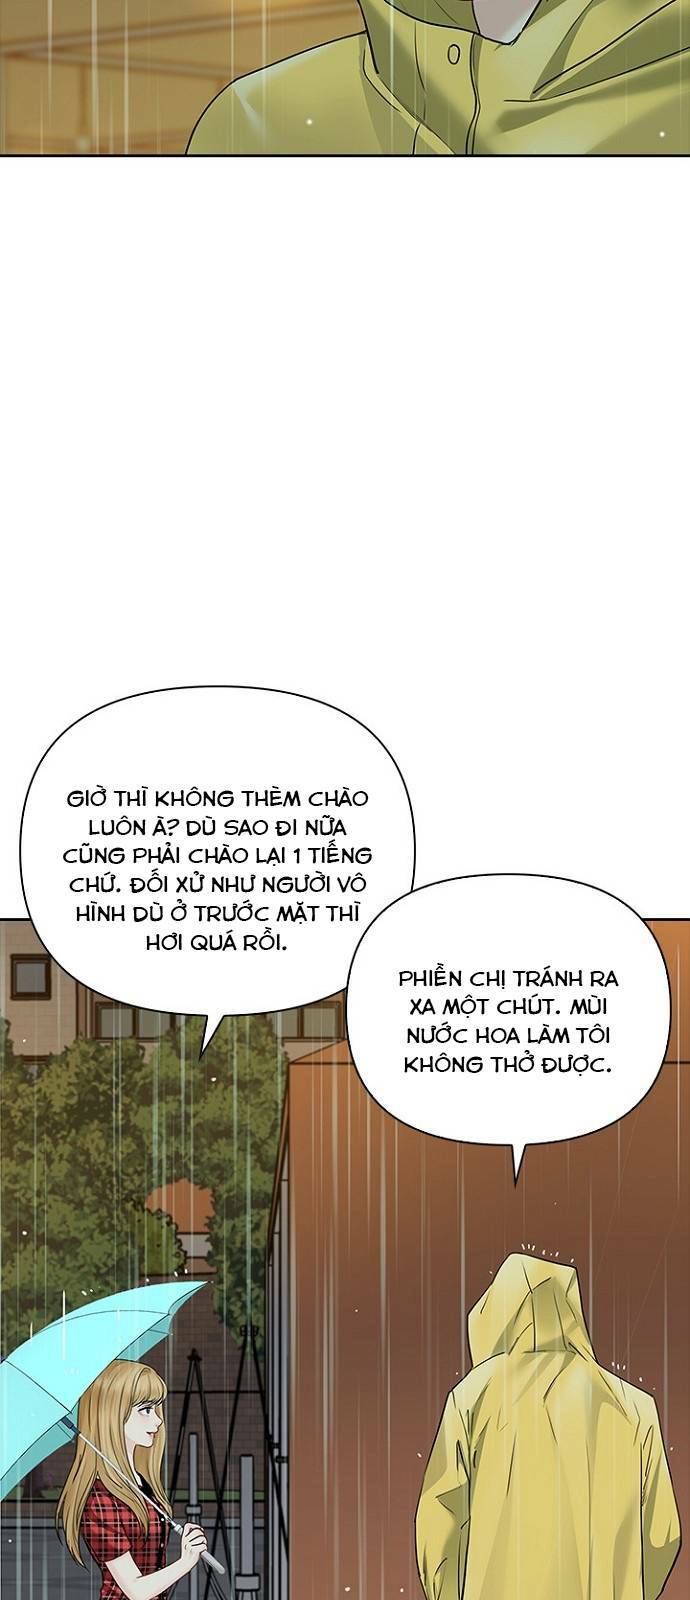 GIỜ THÌ KHÔNG THÈM CHÀO
LUÔN À? DÙ SAO ĐI NỮA
CŨNG PHẢI CHÀO LẠI 1 TIẾNG
CHỨ. ĐỐI XỬ NHƯ NGƯỜI VÔ
HÌNH DÙ Ở TRƯỚC MẶT THÌ
HƠI QUÁ RỒI.
PHIỀN CHỊ TRÁNH RA
XA MỘT CHÚT. MÙI
NƯỚC HOA LÀM TÔI
KHÔNG THỞ ĐƯỢC.